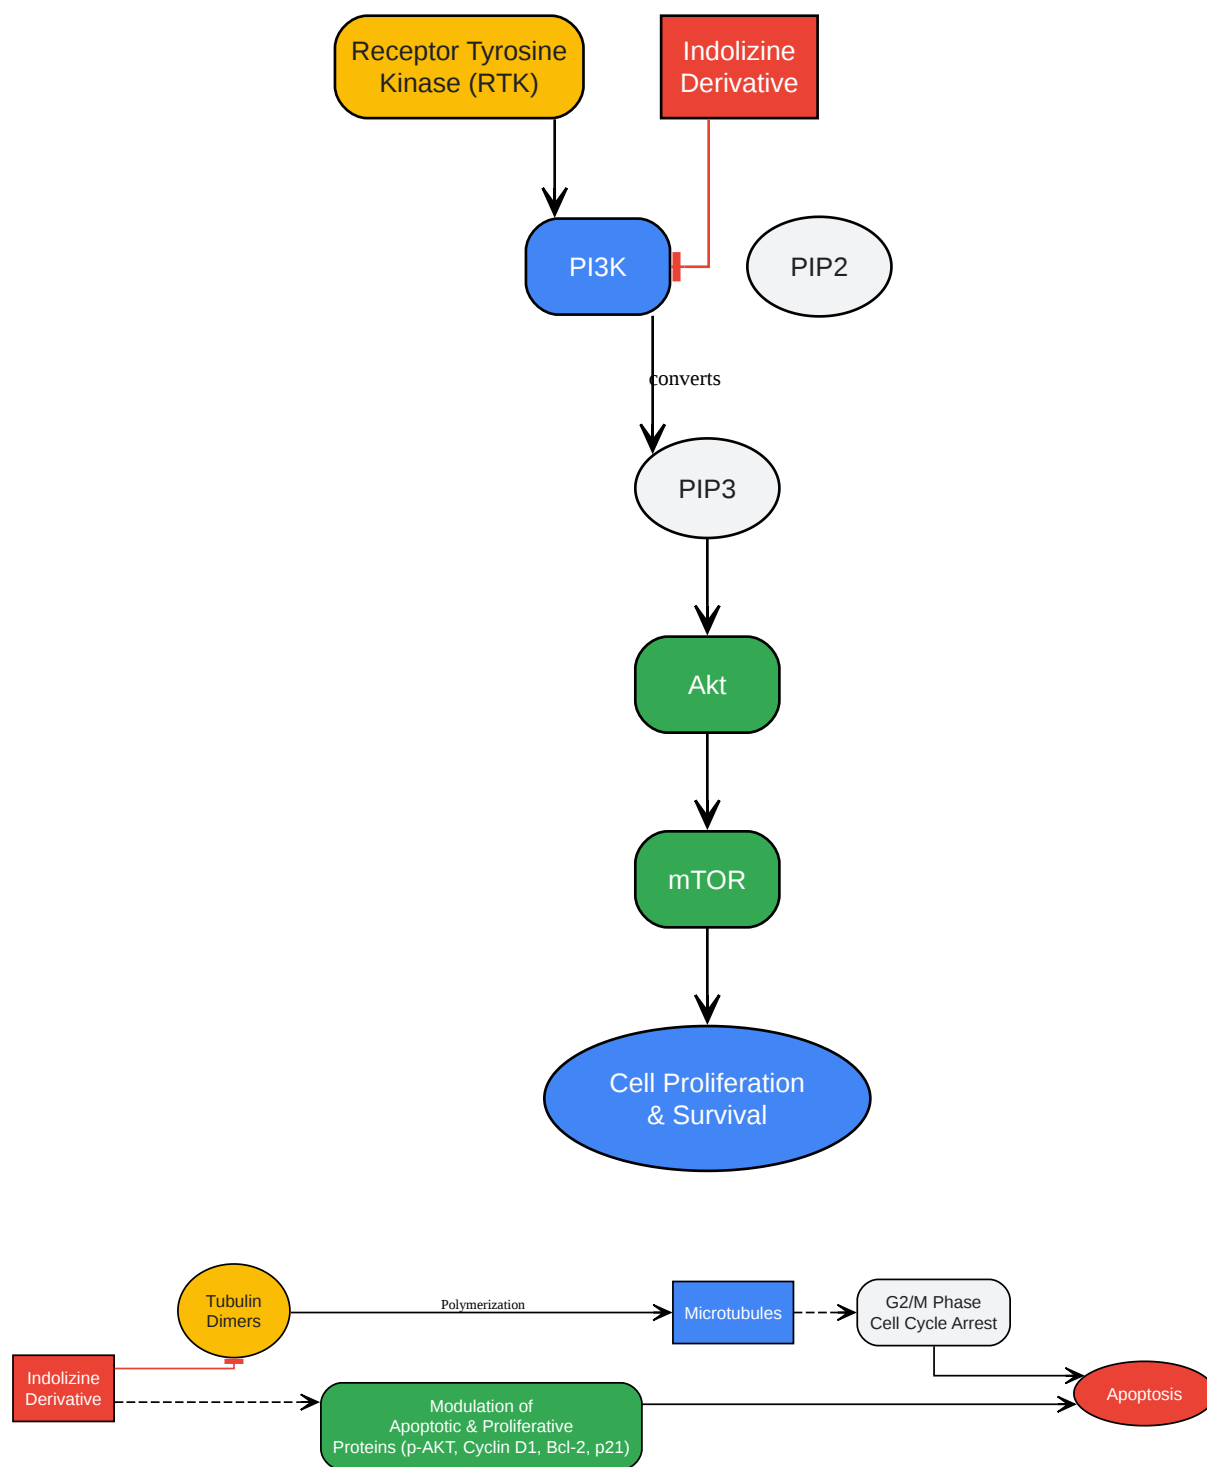 Receptor Tyrosine
Kinase (RTK)
Indolizine
Derivative
PI3K
PIP2
converts
PIP3
Akt
mTOR
Cell Proliferation
& Survival
Tubulin
Dimers
Polymerization
Microtubules
G2/M Phase
Cell Cycle Arrest
Indolizine
Derivative
Modulation of
Apoptotic & Proliferative
Proteins (p-AKT, Cyclin D1, Bcl-2, p21)
Apoptosis